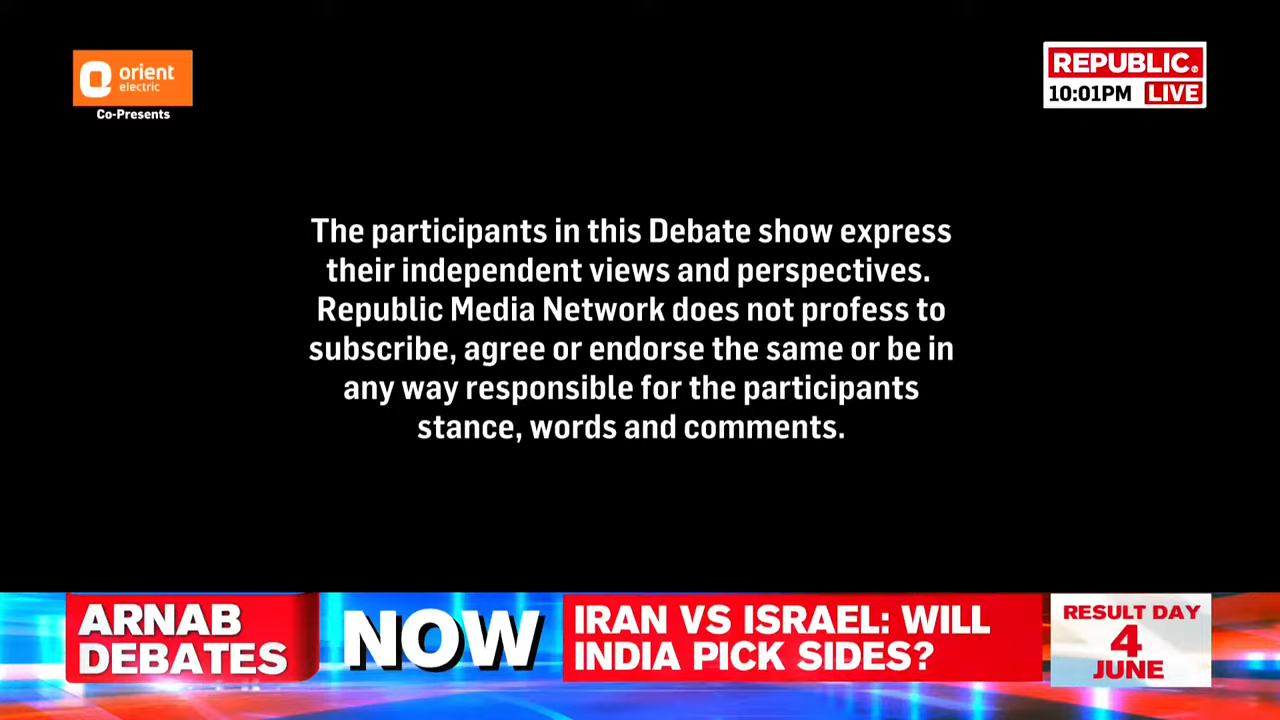 orient
electric
Co-Presents
REPUBLIC.
10:01PM LIVE
The participants in this Debate show express
their independent views and perspectives.
Republic Media Network does not profess to
subscribe, agree or endorse the same or be in
any way responsible for the participants
stance, words and comments.
ARNAB
DEBATES
NOW
IRAN VS ISRAEL: WILL
INDIA PICK SIDES?
RESULT DAY
4
JUNE